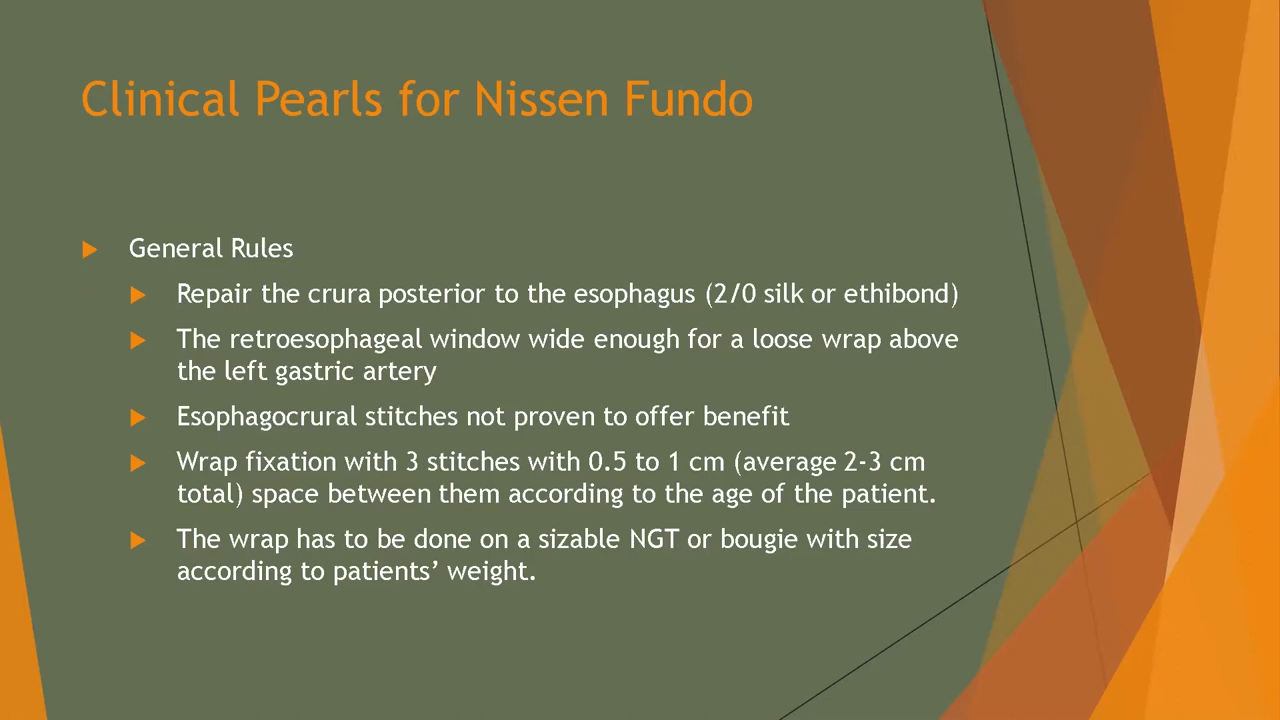 Clinical Pearls for Nissen Fundo
General Rules
Repair the crura posterior to the esophagus (2/0 silk or ethibond)
The retroesophageal window wide enough for a loose wrap above
the left gastric artery
Esophagocrural stitches not proven to offer benefit
Wrap fixation with 3 stitches with 0.5 to 1 cm (average 2-3 cm
total) space between them according to the age of the patient.
The wrap has to be done on a sizable NGT or bougie with size
according to patients’ weight.